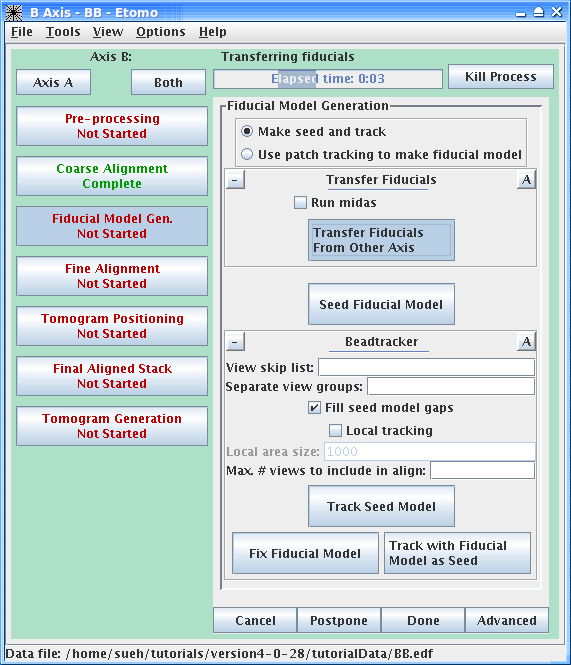 B Axis - BB - Etomo
File Tools View Options Help
Axis B:
Transferring fiducials
Axis A
Both
Elapsed time: 0:03
Kill Process
Pre-processing
Not Started
Coarse Alignment
Complete
Fiducial Model Gen.
Not Started
Fine Alignment
Not Started
Tomogram Positioning
Not Started
Final Aligned Stack
Not Started
Tomogram Generation
Not Started
Fiducial Model Generation
Make seed and track
Use patch tracking to make fiducial model
- Transfer Fiducials A
Run midas
Transfer Fiducials
From Other Axis
Seed Fiducial Model
- Beadtracker A
View skip list:
Separate view groups:
Fill seed model gaps
Local tracking
Local area size: 1000
Max. # views to include in align:
Track Seed Model
Fix Fiducial Model
Track with Fiducial
Model as Seed
Cancel Postpone Done Advanced
Data file: /home/sueh/tutorials/version4-0-28/tutorialData/BB.edf